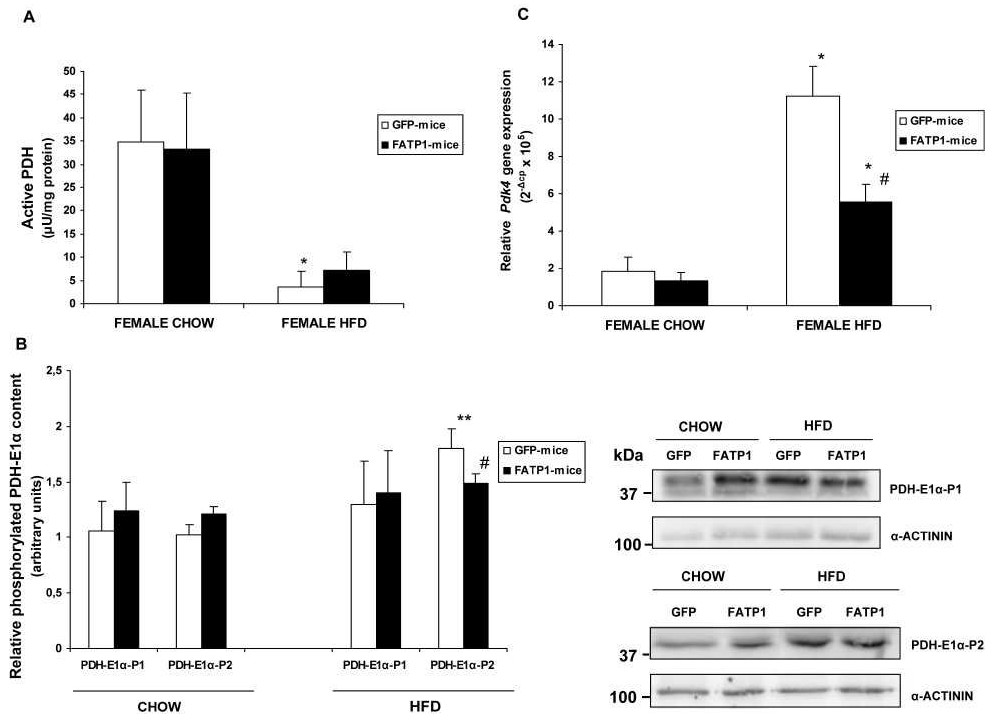 A
Active PDH
(µU/mg protein)
50
45
40
35
30
25
20
15
10
5
0
*
FEMALE CHOW FEMALE HFD
GFP-mice
FATP1-mice
C
Relative Pdk4 gene expression
(2-Δcp x 105)
14
12
10
8
6
4
2
0
*
*
#
FEMALE CHOW FEMALE HFD
GFP-mice
FATP1-mice
B
Relative phosphorylated PDH-E1α content
(arbitrary units)
2,5
2
1,5
1
0,5
0
**
#
PDH-E1α-P1 PDH-E1α-P2 PDH-E1α-P1 PDH-E1α-P2
CHOW HFD
GFP-mice
FATP1-mice
CHOW HFD
kDa GFP FATP1 GFP FATP1
37 PDH-E1α-P1
100 α-ACTININ
CHOW HFD
GFP FATP1 GFP FATP1
37 PDH-E1α-P2
100 α-ACTININ